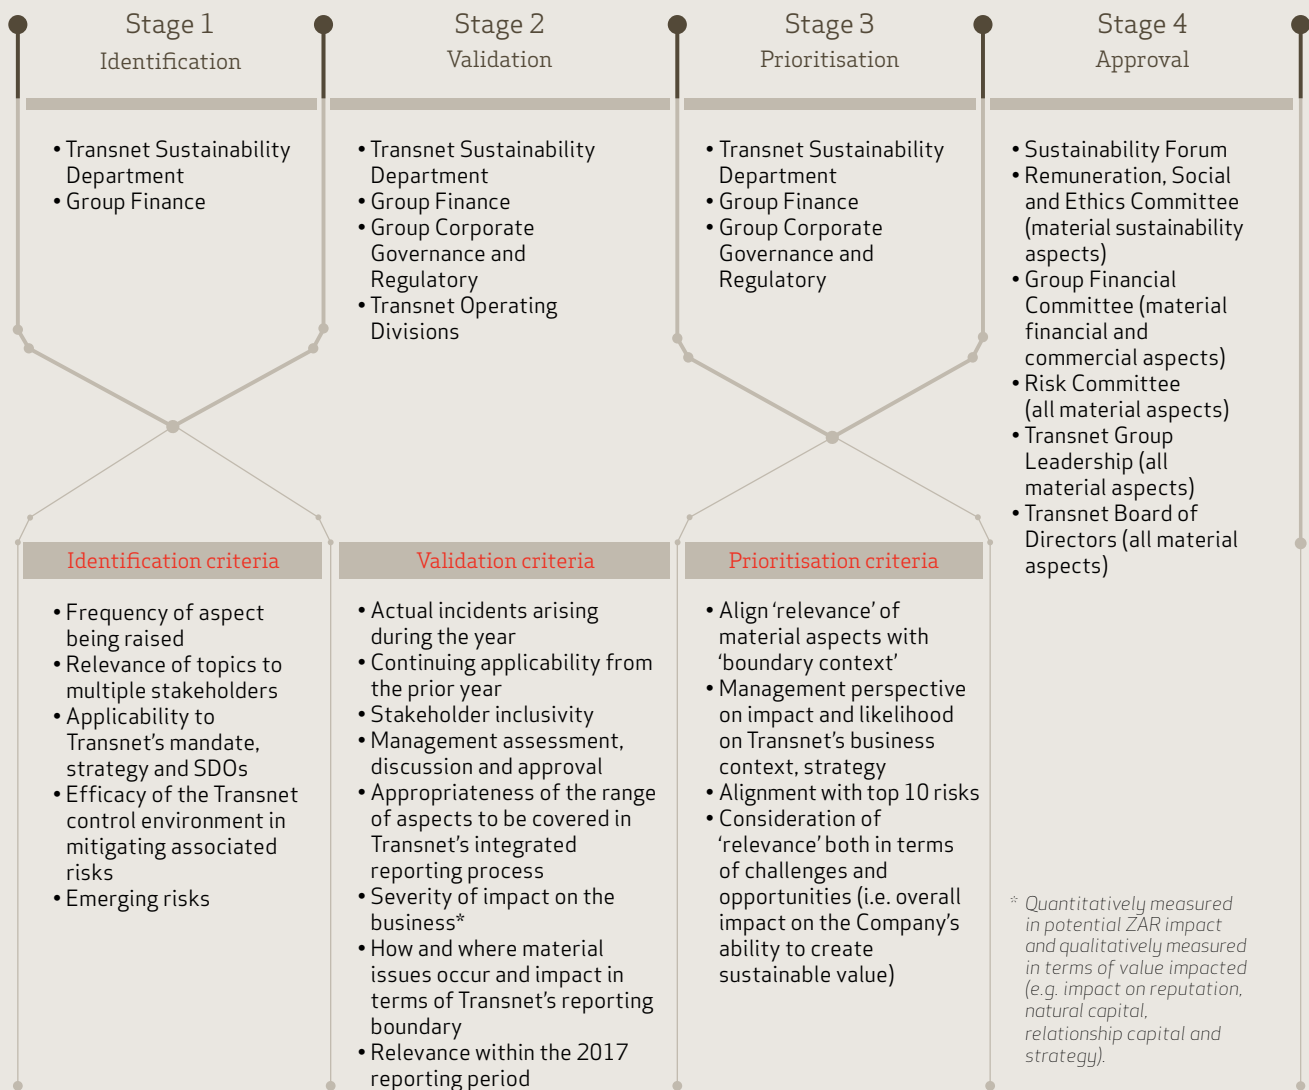 Stage 1
Identification
Stage 2
Validation
Stage 3
Prioritisation
Stage 4
Approval
• Transnet Sustainability
Department
• Group Finance
• Transnet Sustainability
Department
• Group Finance
• Group Corporate
Governance and
Regulatory
• Transnet Operating
Divisions
• Transnet Sustainability
Department
• Group Finance
• Group Corporate
Governance and
Regulatory
• Sustainability Forum
• Remuneration, Social
and Ethics Committee
(material sustainability
aspects)
• Group Financial
Committee (material
financial and
commercial aspects)
• Risk Committee
(all material aspects)
• Transnet Group
Leadership (all
material aspects)
• Transnet Board of
Directors (all material
aspects)
Identification criteria
• Frequency of aspect
being raised
• Relevance of topics to
multiple stakeholders
• Applicability to
Transnet's mandate,
strategy and SDOs
• Efficacy of the Transnet
control environment in
mitigating associated
risks
• Emerging risks
Validation criteria
• Actual incidents arising
during the year
• Continuing applicability from
the prior year
• Stakeholder inclusivity
• Management assessment,
discussion and approval
• Appropriateness of the range
of aspects to be covered in
Transnet's integrated
reporting process
• Severity of impact on the
business*
• How and where material
issues occur and impact in
terms of Transnet's reporting
boundary
• Relevance within the 2017
reporting period
Prioritisation criteria
• Align 'relevance' of
material aspects with
'boundary context'
• Management perspective
on impact and likelihood
on Transnet's business
context, strategy
• Alignment with top 10 risks
• Consideration of
'relevance' both in terms
of challenges and
opportunities (i.e. overall
impact on the Company's
ability to create
sustainable value)
* Quantitatively measured
in potential ZAR impact
and qualitatively measured
in terms of value impacted
(e.g. impact on reputation,
natural capital,
relationship capital and
strategy).